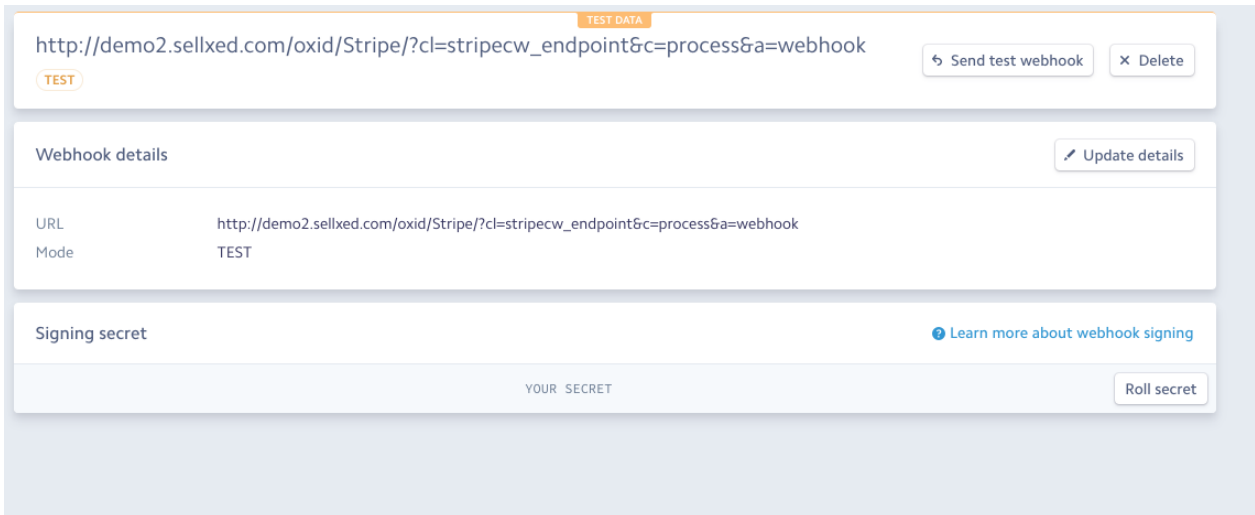 TEST DATA
http://demo2.sellxed.com/oxid/Stripe/?cl=stripecw_endpoint&c=process&a=webhook
Send test webhook
Delete
TEST
Webhook details
Update details
URL http://demo2.sellxed.com/oxid/Stripe/?cl=stripecw_endpoint&c=process&a=webhook
Mode TEST
Signing secret
? Learn more about webhook signing
YOUR SECRET
Roll secret